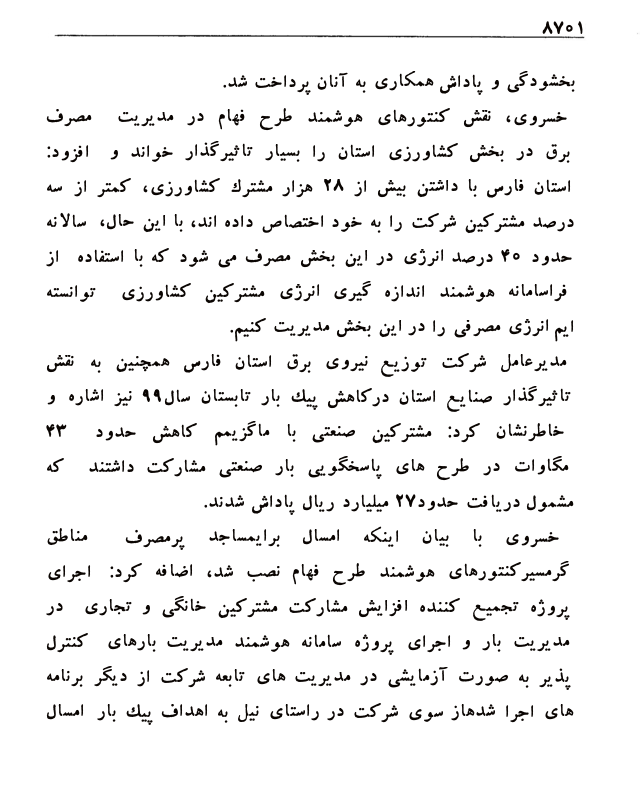 ۸۷۰۱
بخشودگی و پاداش همکاری به آنان پرداخت شد.
خسروی، نقش کنتورهای هوشمند طرح فهام در مدیریت مصرف
برق در بخش کشاورزی استان را بسیار تاثیرگذار خواند و افزود:
استان فارس با داشتن بیش از ۲۸ هزار مشترك کشاورزی، کمتر از سه
درصد مشترکین شرکت را به خود اختصاص داده اند، با این حال، سالانه
حدود ۴۰ درصد انرژی در این بخش مصرف می شود که با استفاده از
فراسامانه هوشمند اندازه گیری انرژی مشترکین کشاورزی توانسته
ایم انرژی مصرفی را در این بخش مدیریت کنیم.
مدیرعامل شرکت توزیع نیروی برق استان فارس همچنین به نقش
تاثیرگذار صنایع استان درکاهش پیك بار تابستان سال۹۹ نیز اشاره و
خاطرنشان کرد: مشترکین صنعتی با ماگزیمم کاهش حدود ۴۳
مگاوات در طرح های پاسخگویی بار صنعتی مشارکت داشتند که
مشمول دریافت حدود۲۷ میلیارد ریال پاداش شدند.
خسروی با بیان اینکه امسال برایمساجد پرمصرف مناطق
گرمسیرکنتورهای هوشمند طرح فهام نصب شد، اضافه کرد: اجرای
پروژه تجمیع کننده افزایش مشارکت مشترکین خانگی و تجاری در
مدیریت بار و اجرای پروژه سامانه هوشمند مدیریت بارهای کنترل
پذیر به صورت آزمایشی در مدیریت های تابعه شرکت از دیگر برنامه
های اجرا شدهاز سوی شرکت در راستای نیل به اهداف پیك بار امسال